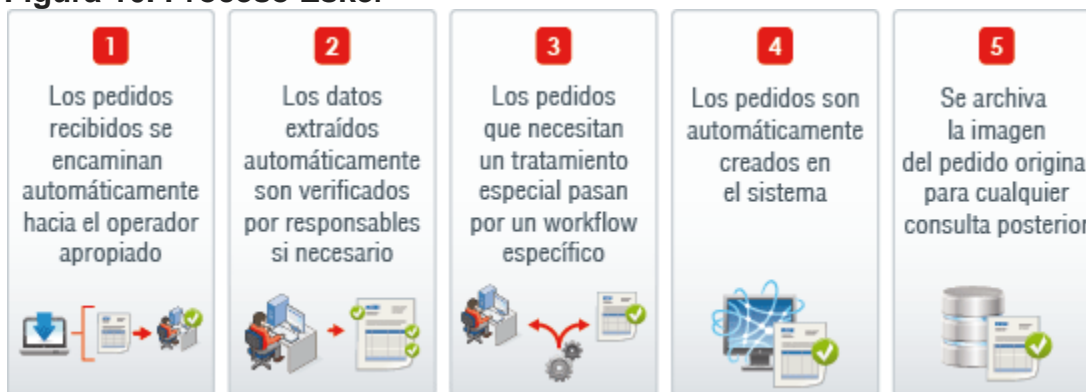 1
Los pedidos
recibidos se
encaminan
automáticamente
hacia el operador
apropiado
2
Los datos
extraídos
automáticamente
son verificados
por responsables
si necesario
3
Los pedidos
que necesitan
un tratamiento
especial pasan
por un workflow
específico
4
Los pedidos son
automáticamente
creados en
el sistema
5
Se archiva
la imagen
del pedido origina
para cualquier
consulta posterior